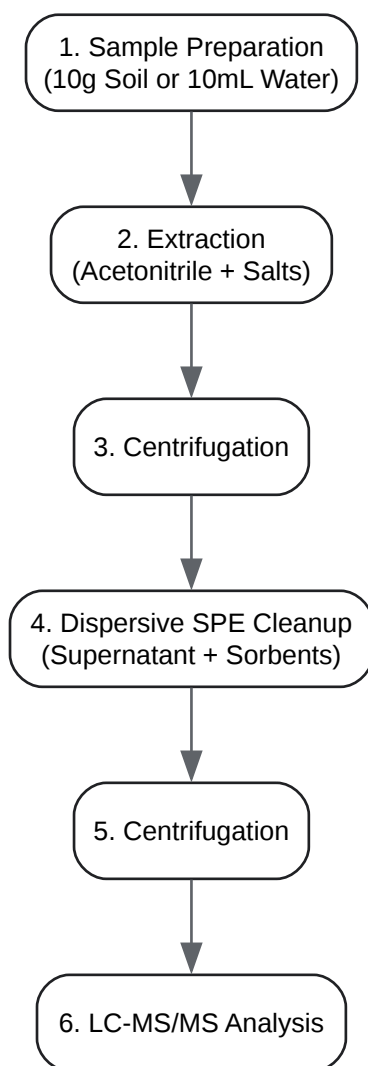 1. Sample Preparation
(10g Soil or 10mL Water)
2. Extraction
(Acetonitrile + Salts)
3. Centrifugation
4. Dispersive SPE Cleanup
(Supernatant + Sorbents)
5. Centrifugation
6. LC-MS/MS Analysis